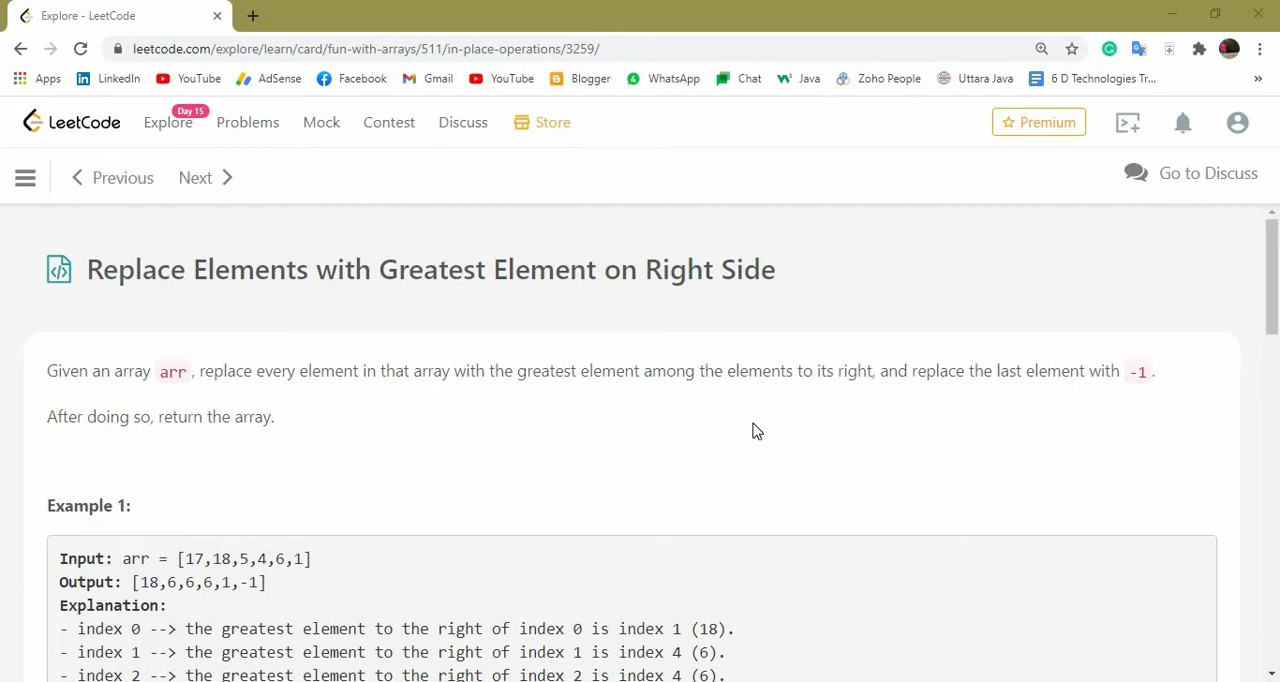 Explore - LeetCode
leetcode.com/explore/learn/card/fun-with-arrays/511/in-place-operations/3259/
Apps LinkedIn YouTube AdSense Facebook Gmail YouTube Blogger WhatsApp Chat Java Zoho People Uttara Java 6 D Technologies Tr...
LeetCode Explore Day 15 Problems Mock Contest Discuss Store Premium
Previous Next Go to Discuss
Replace Elements with Greatest Element on Right Side
Given an array arr, replace every element in that array with the greatest element among the elements to its right, and replace the last element with -1.
After doing so, return the array.
Example 1:
Input: arr = [17,18,5,4,6,1]
Output: [18,6,6,6,1,-1]
Explanation:
- index 0 --> the greatest element to the right of index 0 is index 1 (18).
- index 1 --> the greatest element to the right of index 1 is index 4 (6).
- index 2 --> the greatest element to the right of index 2 is index 4 (6).